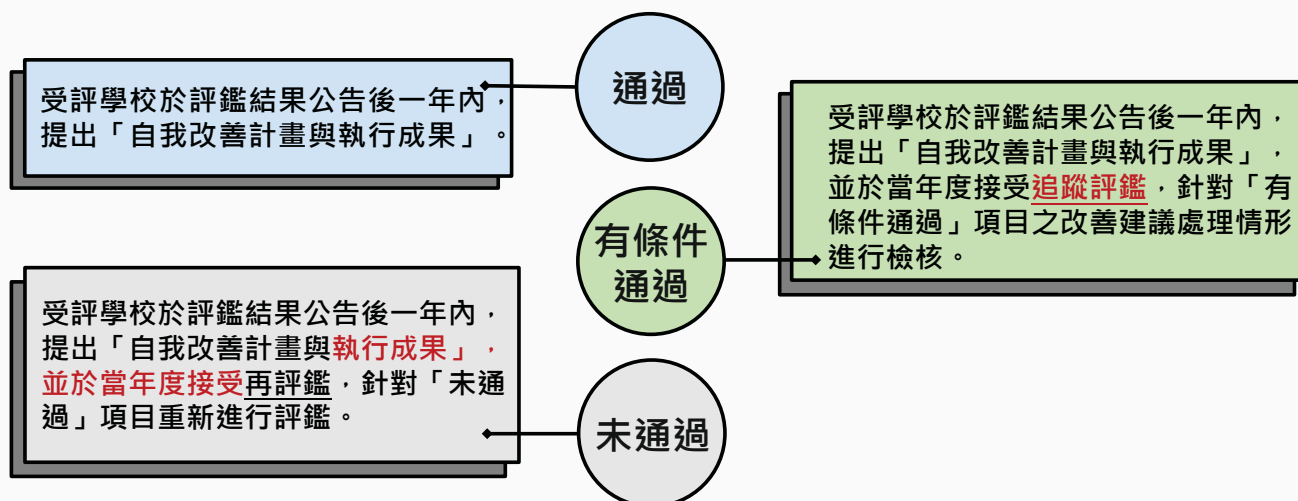 通過
受評學校於評鑑結果公告後一年內，
提出「自我改善計畫與執行成果」。
有條件
通過
受評學校於評鑑結果公告後一年內，
提出「自我改善計畫與執行成果」，
並於當年度接受追蹤評鑑，針對「有
條件通過」項目之改善建議處理情形
進行檢核。
未通過
受評學校於評鑑結果公告後一年內，
提出「自我改善計畫與執行成果」，
並於當年度接受再評鑑，針對「未通
過」項目重新進行評鑑。